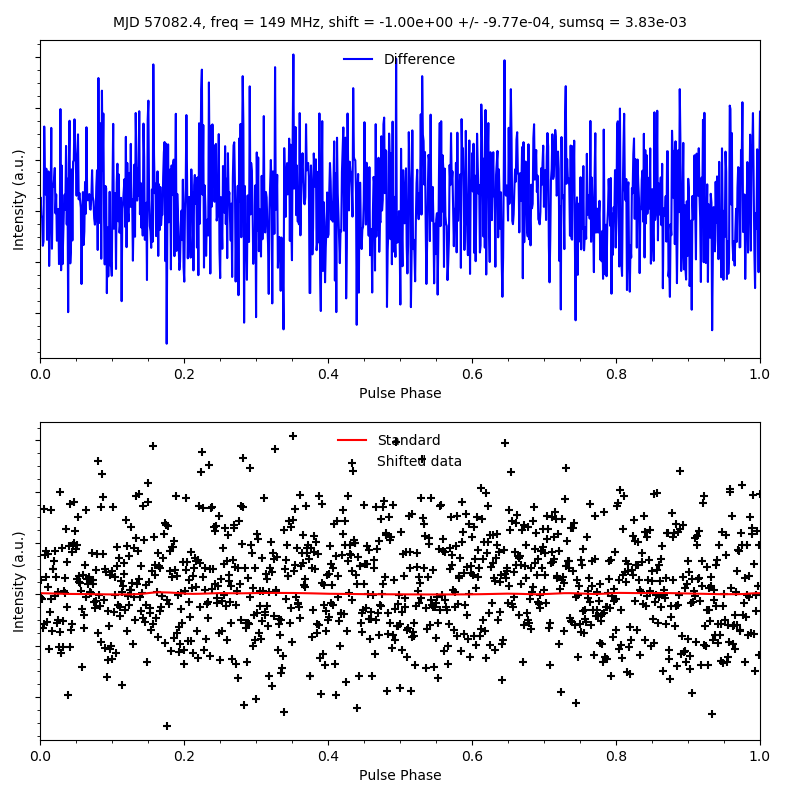 MJD 57082.4, freq = 149 MHz, shift = -1.00e+00 +/- -9.77e-04, sumsq = 3.83e-03
Difference
Intensity (a.u.)
0.0 0.2 0.4 0.6 0.8 1.0
Pulse Phase
Standard
Shifted data
Intensity (a.u.)
0.0 0.2 0.4 0.6 0.8 1.0
Pulse Phase